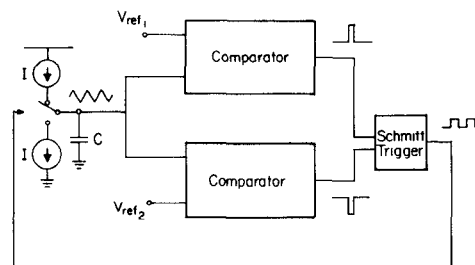 Vref1
Comparator
I
C
Schmitt
Trigger
I
Comparator
Vref2